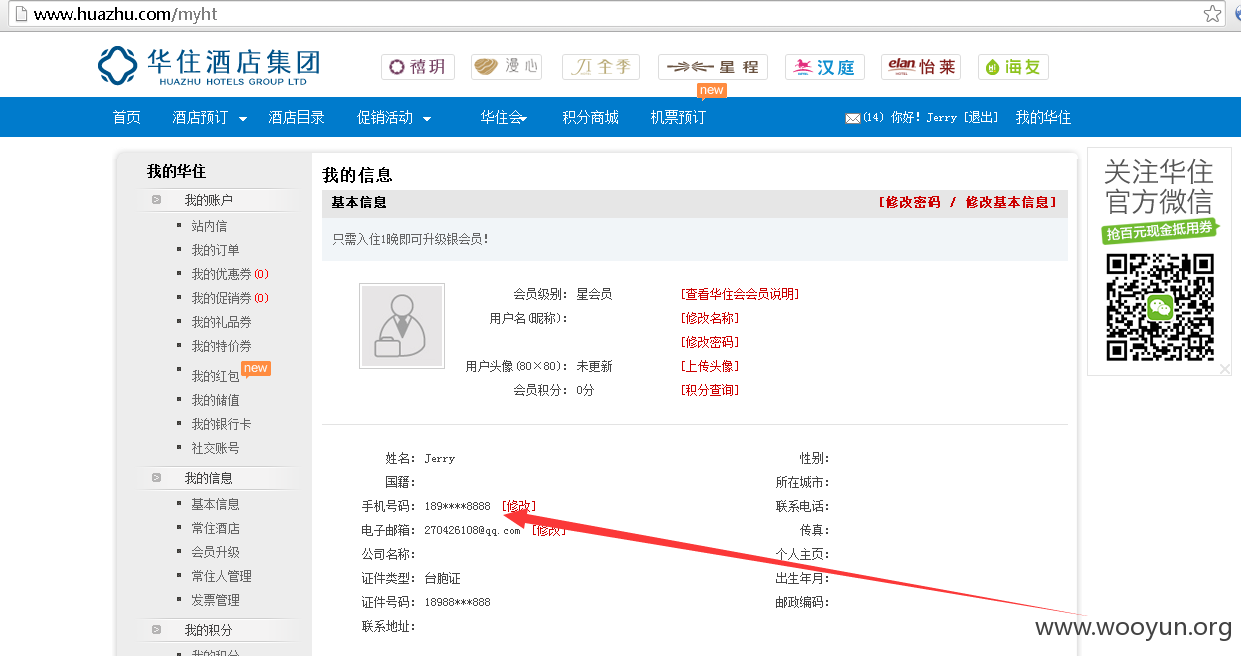 www.huazhu.com/myht
华住酒店集团
HUAZHU HOTELS GROUP LTD
禧玥
漫心
全季
星程
汉庭
elan 怡莱
海友
new
首页 酒店预订 酒店目录 促销活动 华住会 积分商城 机票预订 (14) 你好! Jerry [退出] 我的华住
我的华住
我的账户
站内信
我的订单
我的优惠券(0)
我的促销券(0)
我的礼品券
我的特价券
我的红包 new
我的储值
我的银行卡
社交账号
我的信息
基本信息
常住酒店
会员升级
常住人管理
发票管理
我的积分
我的积分
我的信息
基本信息 [修改密码 / 修改基本信息]
只需入住1晚即可升级银会员!
会员级别: 星会员 [查看华住会会员说明]
用户名(昵称): [修改名称]
[修改密码]
用户头像(80×80): 未更新 [上传头像]
会员积分: 0分 [积分查询]
姓名: Jerry 性别:
国籍: 所在城市:
手机号码: 189****8888 [修改] 联系电话:
电子邮箱: 270426108@qq.com [修改] 传真:
公司名称: 个人主页:
证件类型: 台胞证 出生年月:
证件号码: 18988***888 邮政编码:
联系地址:
关注华住
官方微信
抢百元现金抵用券
www.wooyun.org